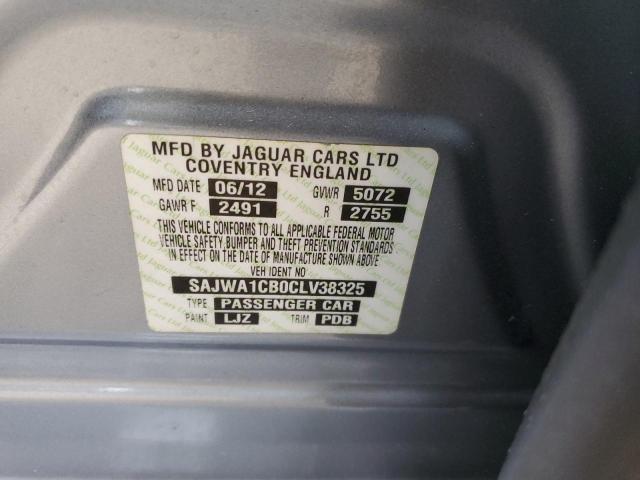 MFD BY JAGUAR CARS LTD
COVENTRY ENGLAND
MFD DATE 06/12 GVWR 5072
GAWR F 2491 R 2755
THIS VEHICLE CONFORMS TO ALL APPLICABLE FEDERAL MOTOR
VEHICLE SAFETY, BUMPER AND THEFT PREVENTION STANDARDS
IN EFFECT ON THE DATE OF MANUFACTURE SHOWN ABOVE
VEH IDENT NO
SAJWA1CB0CLV38325
TYPE PASSENGER CAR
PAINT LJZ TRIM PDB